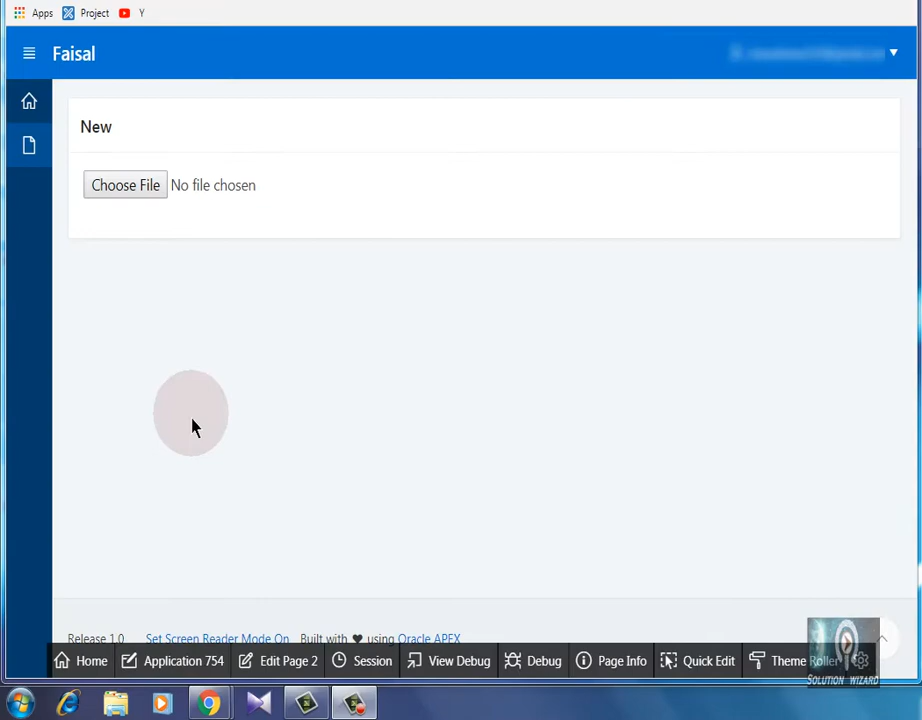 Apps Project Y
Faisal
New
Choose File No file chosen
Release 1.0 Set Screen Reader Mode On Built with ♥ using Oracle APEX
Home Application 754 Edit Page 2 Session View Debug Debug Page Info Quick Edit Theme Roller
SOLUTION WIZARD